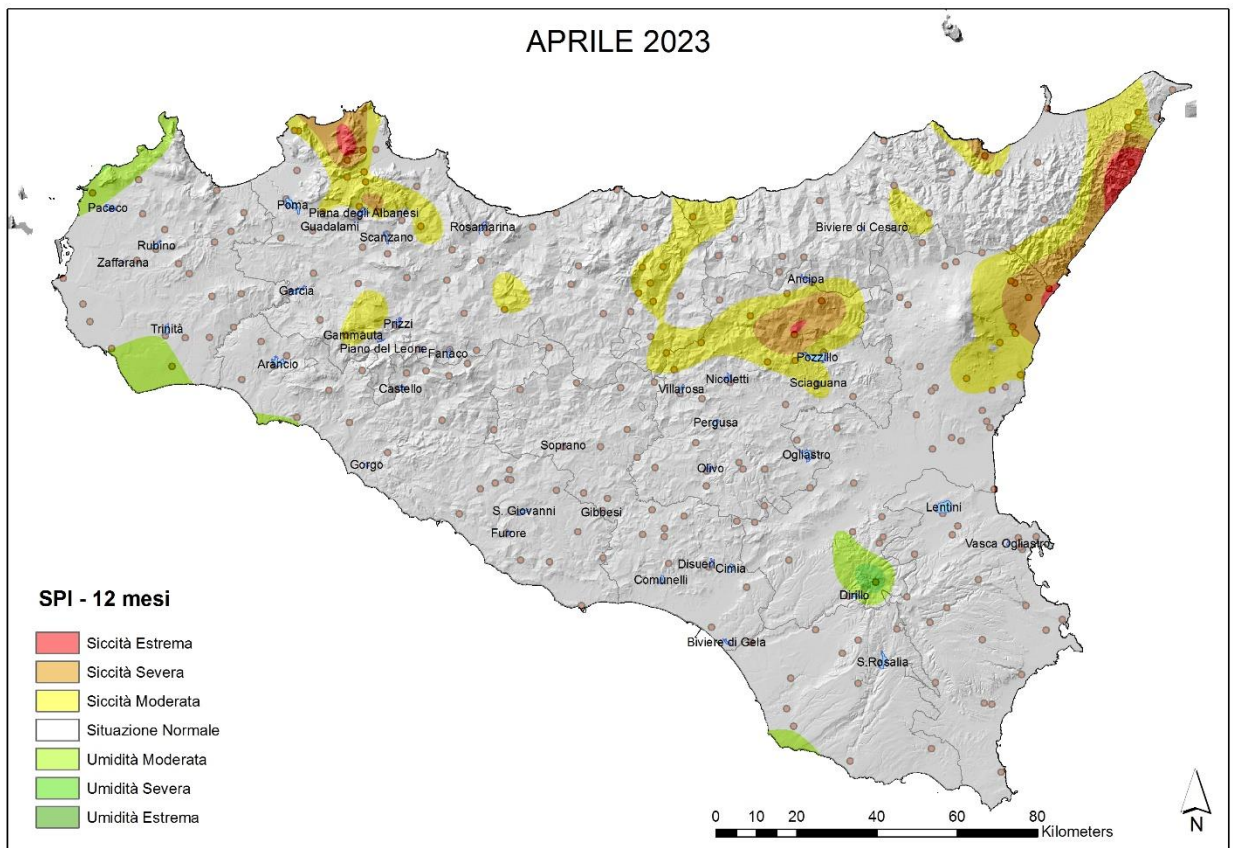 APRILE 2023
Paceco
Poma
Piana degli Albanesi
Guadalami
Scanzano
Rosamarina
Biviere di Cesarò
Rubino
Zaffarana
Garcia
Ancipa
Trinità
Prizzi
Gammauta
Piano del Leone
Fanaco
Arancio
Pozzillo
Castello
Villarosa
Nicoletti
Sciaguana
Pergusa
Soprano
Ogliastro
Gorgo
Olivo
S. Giovanni
Gibbesi
Lentini
Furore
Vasca Ogliastro
Disueri
Cimia
Comunelli
Dirillo
Biviere di Gela
S.Rosalia
SPI - 12 mesi
Siccità Estrema
Siccità Severa
Siccità Moderata
Situazione Normale
Umidità Moderata
Umidità Severa
Umidità Estrema
0 10 20 40 60 80
Kilometers
N